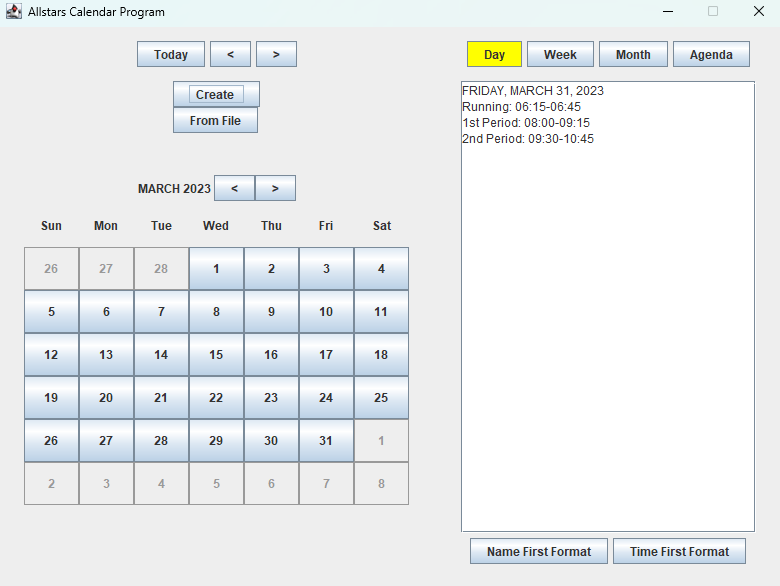 Allstars Calendar Program
Today < >
Create
From File
MARCH 2023 < >
Sun Mon Tue Wed Thu Fri Sat
26 27 28 1 2 3 4
5 6 7 8 9 10 11
12 13 14 15 16 17 18
19 20 21 22 23 24 25
26 27 28 29 30 31 1
2 3 4 5 6 7 8
Day Week Month Agenda
FRIDAY, MARCH 31, 2023
Running: 06:15-06:45
1st Period: 08:00-09:15
2nd Period: 09:30-10:45
Name First Format Time First Format